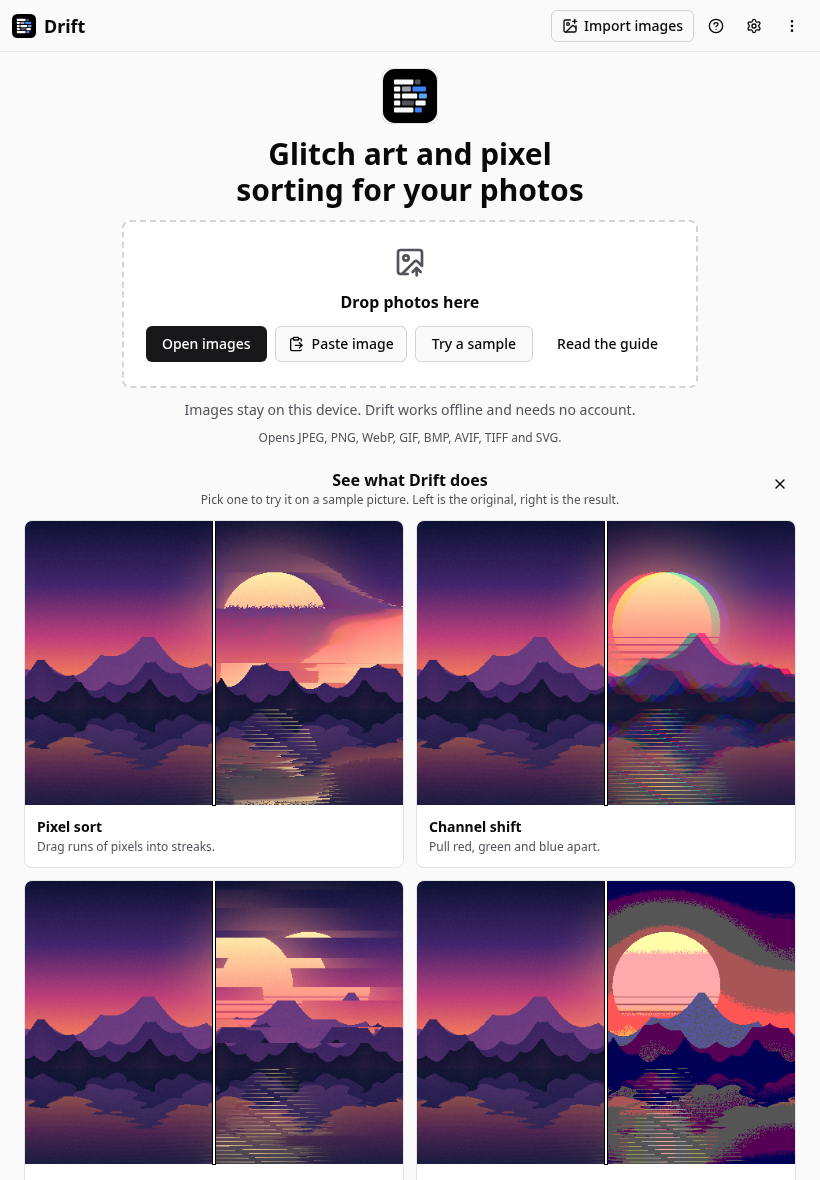 Drift
Import images
Glitch art and pixel
sorting for your photos
Drop photos here
Open images
Paste image
Try a sample
Read the guide
Images stay on this device. Drift works offline and needs no account.
Opens JPEG, PNG, WebP, GIF, BMP, AVIF, TIFF and SVG.
See what Drift does
Pick one to try it on a sample picture. Left is the original, right is the result.
Pixel sort
Drag runs of pixels into streaks.
Channel shift
Pull red, green and blue apart.